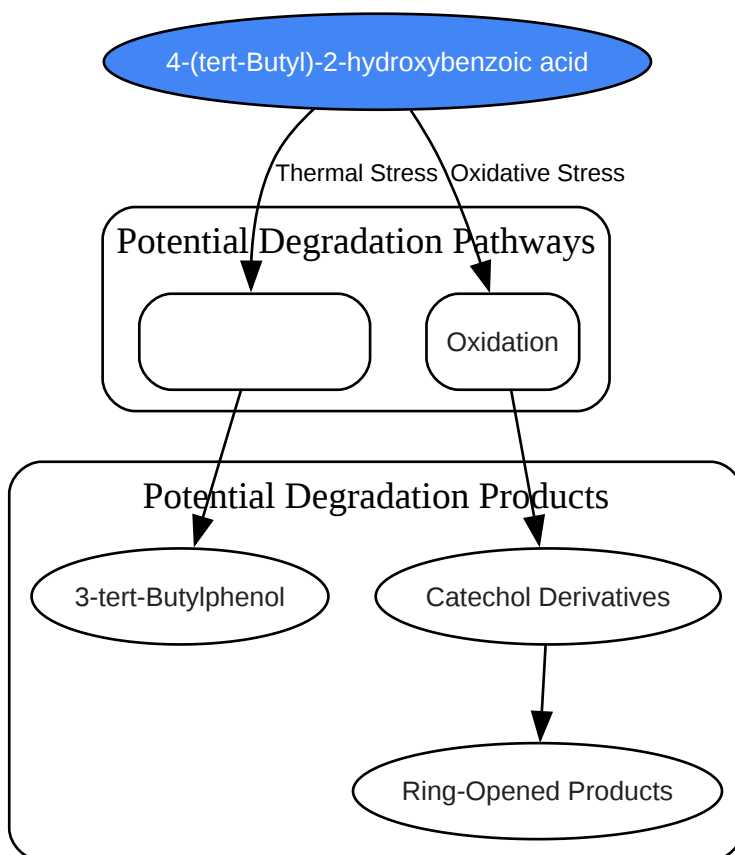 4-(tert-Butyl)-2-hydroxybenzoic acid
Thermal Stress
Oxidative Stress
Potential Degradation Pathways
Oxidation
Potential Degradation Products
3-tert-Butylphenol
Catechol Derivatives
Ring-Opened Products